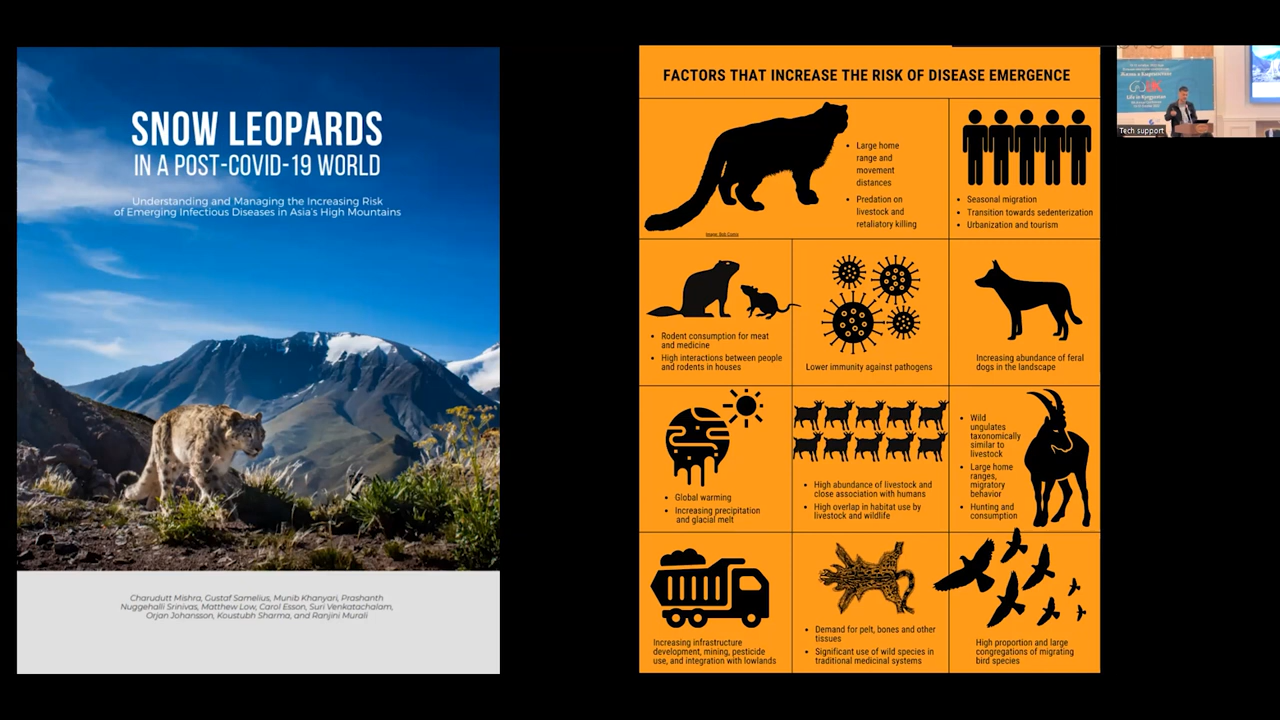 SNOW LEOPARDS
IN A POST-COVID-19 WORLD
Understanding and Managing the Increasing Risk
of Emerging Infectious Diseases in Asia's High Mountains
Charudutt Mishra, Gustaf Samelius, Munib Khanyari, Prashanth
Nuggehalli Srinivas, Matthew Low, Carol Esson, Suri Venkatachalam,
Orjan Johansson, Koustubh Sharma, and Ranjini Murali
FACTORS THAT INCREASE THE RISK OF DISEASE EMERGENCE
• Large home
range and
movement
distances
• Predation on
livestock and
retaliatory killing
• Seasonal migration
• Transition towards sedenterization
• Urbanization and tourism
• Rodent consumption for meat
and medicine
• High interactions between people
and rodents in houses
Lower immunity against pathogens
Increasing abundance of feral
dogs in the landscape
• Global warming
• Increasing precipitation
and glacial melt
• High abundance of livestock and
close association with humans
• High overlap in habitat use by
livestock and wildlife
• Wild
ungulates
taxonomically
similar to
livestock
• Large home
ranges,
migratory
behavior
• Hunting and
consumption
Increasing infrastructure
development, mining, pesticide
use, and integration with lowlands
• Demand for pelt, bones and other
tissues
• Significant use of wild species in
traditional medicinal systems
High proportion and large
congregations of migrating
bird species
Life in Kyrgyzstan
Tech support